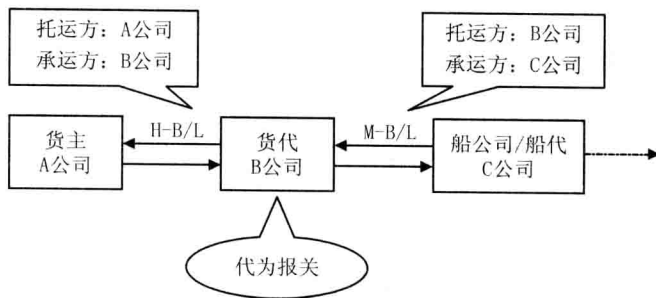 托运方：A公司
承运方：B公司
托运方：B公司
承运方：C公司
货主
A公司
H-B/L
货代
B公司
M-B/L
船公司/船代
C公司
代为报关